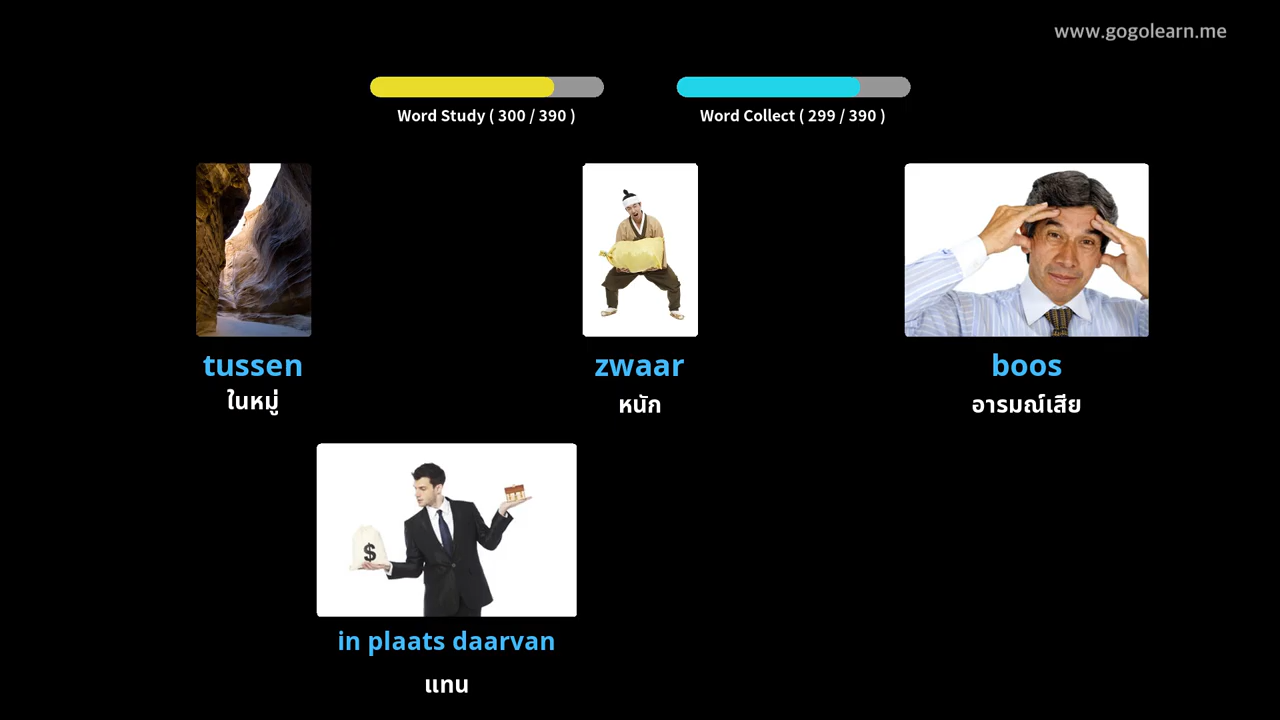 www.gogolearn.me
Word Study ( 300 / 390 )
Word Collect ( 299 / 390 )
tussen
ในหมู่
zwaar
หนัก
boos
อารมณ์เสีย
$
in plaats daarvan
แทน